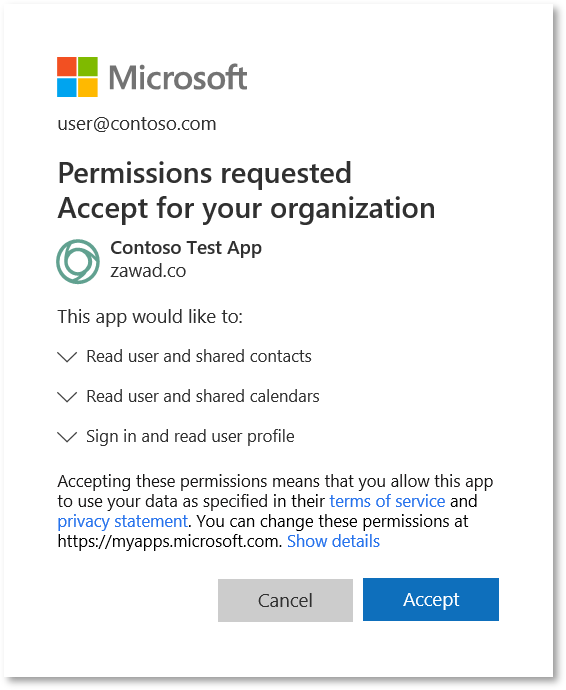 Microsoft
user@contoso.com
Permissions requested
Accept for your organization
Contoso Test App
zawad.co
This app would like to:
Read user and shared contacts
Read user and shared calendars
Sign in and read user profile
Accepting these permissions means that you allow this app
to use your data as specified in their terms of service and
privacy statement. You can change these permissions at
https://myapps.microsoft.com. Show details
Cancel
Accept